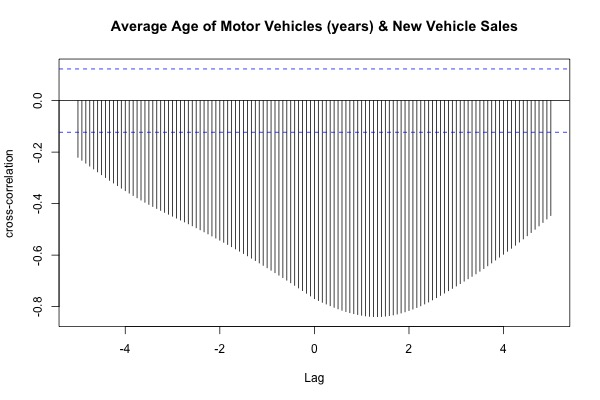 Average Age of Motor Vehicles (years) & New Vehicle Sales
cross-correlation
0.0
-0.2
-0.4
-0.6
-0.8
-4 -2 0 2 4
Lag